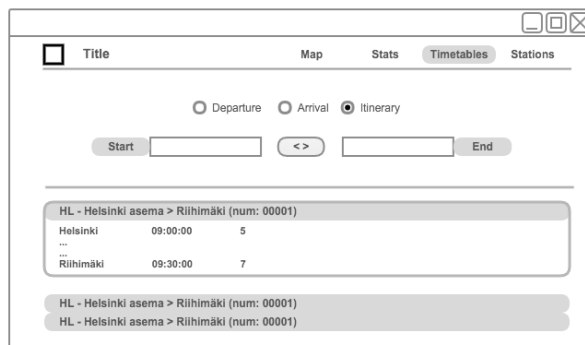 Title Map Stats Timetables Stations
Departure Arrival Itinerary
Start < > End
HL - Helsinki asema > Riihimäki (num: 00001)
Helsinki 09:00:00 5
...
...
Riihimäki 09:30:00 7
HL - Helsinki asema > Riihimäki (num: 00001)
HL - Helsinki asema > Riihimäki (num: 00001)